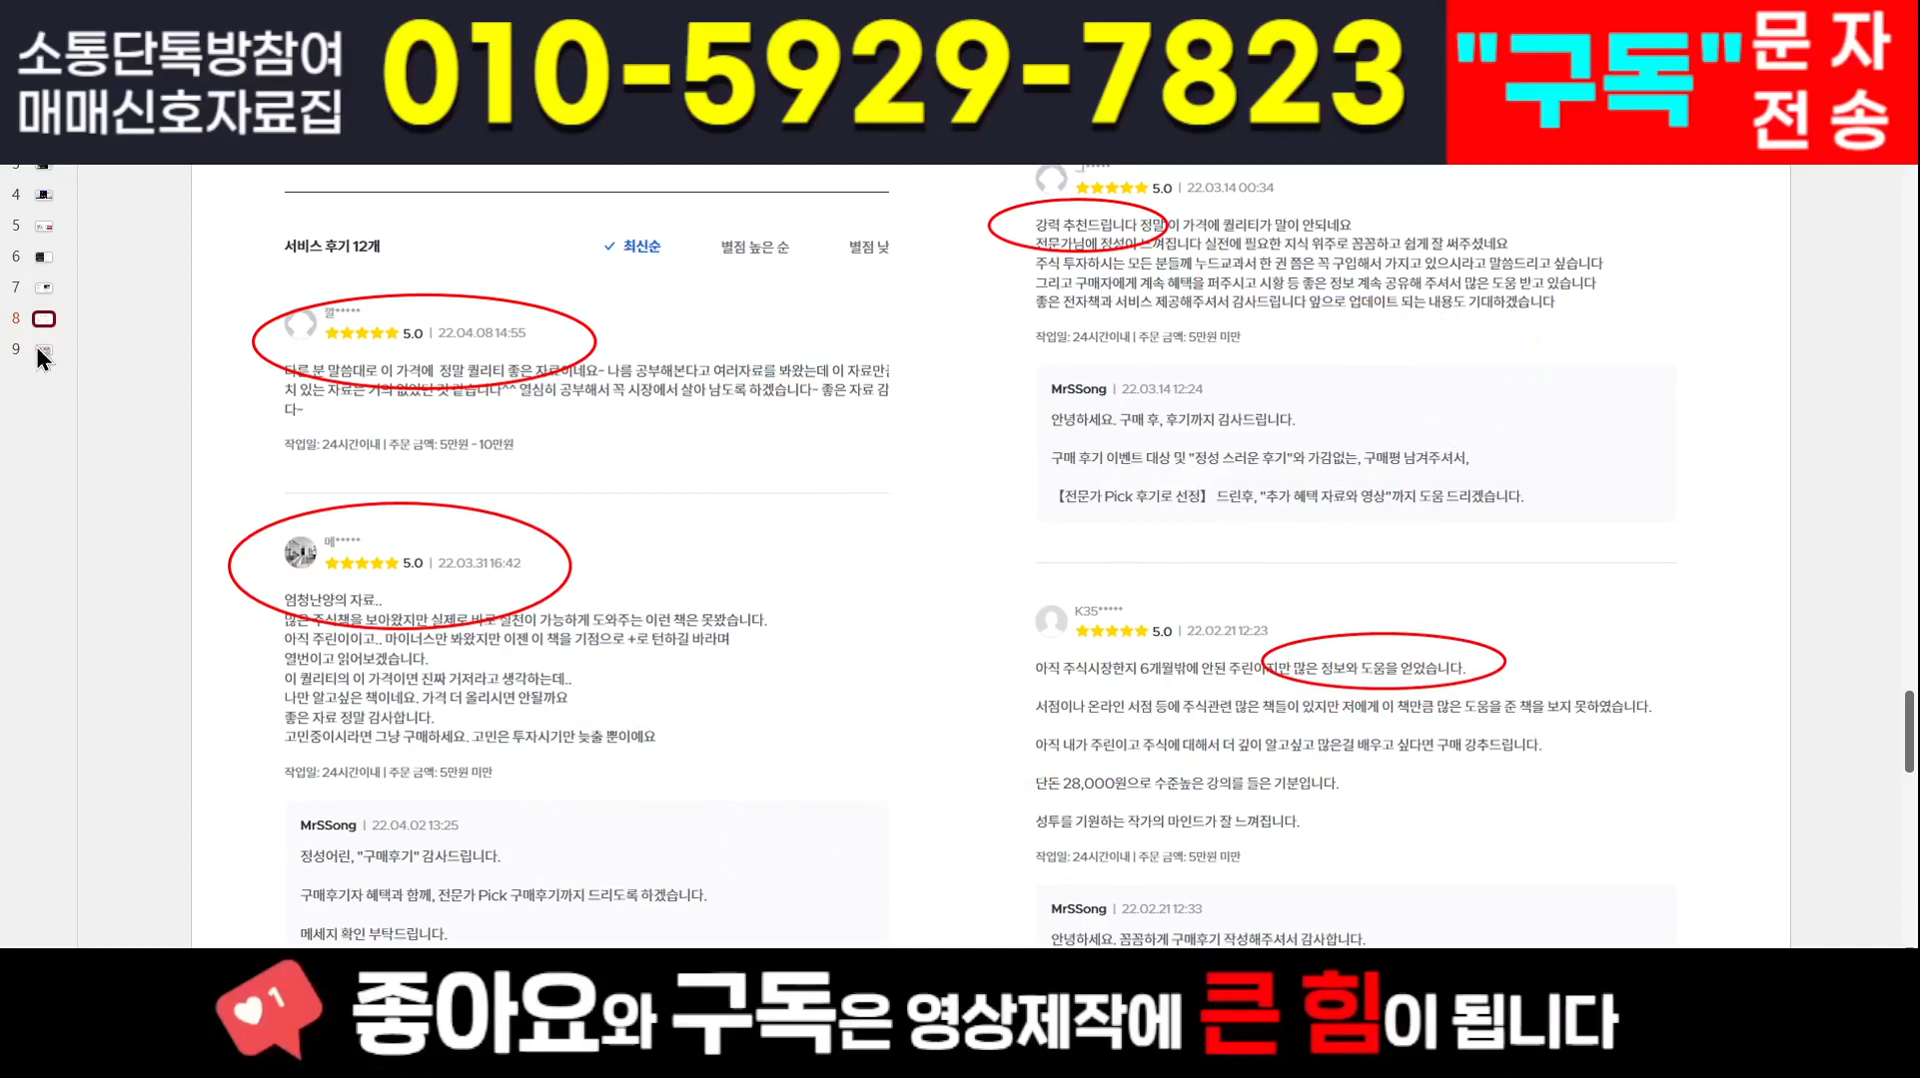 소통단톡방참여
매매신호자료집
010-5929-7823
"구독"
문 자
전 송
4
5
6
7
8
9
서비스 후기 12개
✓ 최신순
별점 높은 순
별점 낮
깔*****
★★★★★ 5.0 | 22.04.08 14:55
다른 분 말씀대로 이 가격에 정말 퀄리티 좋은 자료이네요~ 나름 공부해본다고 여러자료를 봐왔는데 이 자료만큼
치 있는 자료는 거의 없었던 것 같습니다^^ 열심히 공부해서 꼭 시장에서 살아 남도록 하겠습니다~ 좋은 자료 감
다~
작업일: 24시간이내 | 주문 금액: 5만원 ~ 10만원
메*****
★★★★★ 5.0 | 22.03.31 16:42
엄청난양의 자료..
많은 주식책을 보아왔지만 실제로 바로 실천이 가능하게 도와주는 이런 책은 못봤습니다.
아직 주린이이고.. 마이너스만 봐왔지만 이젠 이 책을 기점으로 +로 턴하길 바라며
열번이고 읽어보겠습니다.
이 퀄리티의 이 가격이면 진짜 거저라고 생각하는데..
나만 알고싶은 책이네요. 가격 더 올리시면 안될까요
좋은 자료 정말 감사합니다.
고민중이시라면 그냥 구매하세요. 고민은 투자시기만 늦출 뿐이예요
작업일: 24시간이내 | 주문 금액: 5만원 미만
MrSSong | 22.04.02 13:25
정성어린, "구매후기" 감사드립니다.
구매후기자 혜택과 함께, 전문가 Pick 구매후기까지 드리도록 하겠습니다.
메세지 확인 부탁드립니다.
★★★★★ 5.0 | 22.03.14 00:34
강력 추천드립니다 정말 이 가격에 퀄리티가 말이 안되네요
전문가님에 정성이 느껴집니다 실전에 필요한 지식 위주로 꼼꼼하고 쉽게 잘 써주셨네요
주식 투자하시는 모든 분들께 누드교과서 한 권 쯤은 꼭 구입해서 가지고 있으시라고 말씀드리고 싶습니다
그리고 구매자에게 계속 혜택을 퍼주시고 시황 등 좋은 정보 계속 공유해 주셔서 많은 도움 받고 있습니다
좋은 전자책과 서비스 제공해주셔서 감사드립니다 앞으로 업데이트 되는 내용도 기대하겠습니다
작업일: 24시간이내 | 주문 금액: 5만원 미만
MrSSong | 22.03.14 12:24
안녕하세요. 구매 후, 후기까지 감사드립니다.
구매 후기 이벤트 대상 및 "정성 스러운 후기"와 가감없는, 구매평 남겨주셔서,
【전문가 Pick 후기로 선정】 드린후, "추가 혜택 자료와 영상"까지 도움 드리겠습니다.
K35*****
★★★★★ 5.0 | 22.02.21 12:23
아직 주식시장한지 6개월밖에 안된 주린이지만 많은 정보와 도움을 얻었습니다.
서점이나 온라인 서점 등에 주식관련 많은 책들이 있지만 저에게 이 책만큼 많은 도움을 준 책을 보지 못하였습니다.
아직 내가 주린이고 주식에 대해서 더 깊이 알고싶고 많은걸 배우고 싶다면 구매 강추드립니다.
단돈 28,000원으로 수준높은 강의를 들은 기분입니다.
성투를 기원하는 작가의 마인드가 잘 느껴집니다.
작업일: 24시간이내 | 주문 금액: 5만원 미만
MrSSong | 22.02.21 12:33
안녕하세요. 꼼꼼하게 구매후기 작성해주셔서 감사합니다.
1
좋아요와 구독은 영상제작에 큰 힘이 됩니다